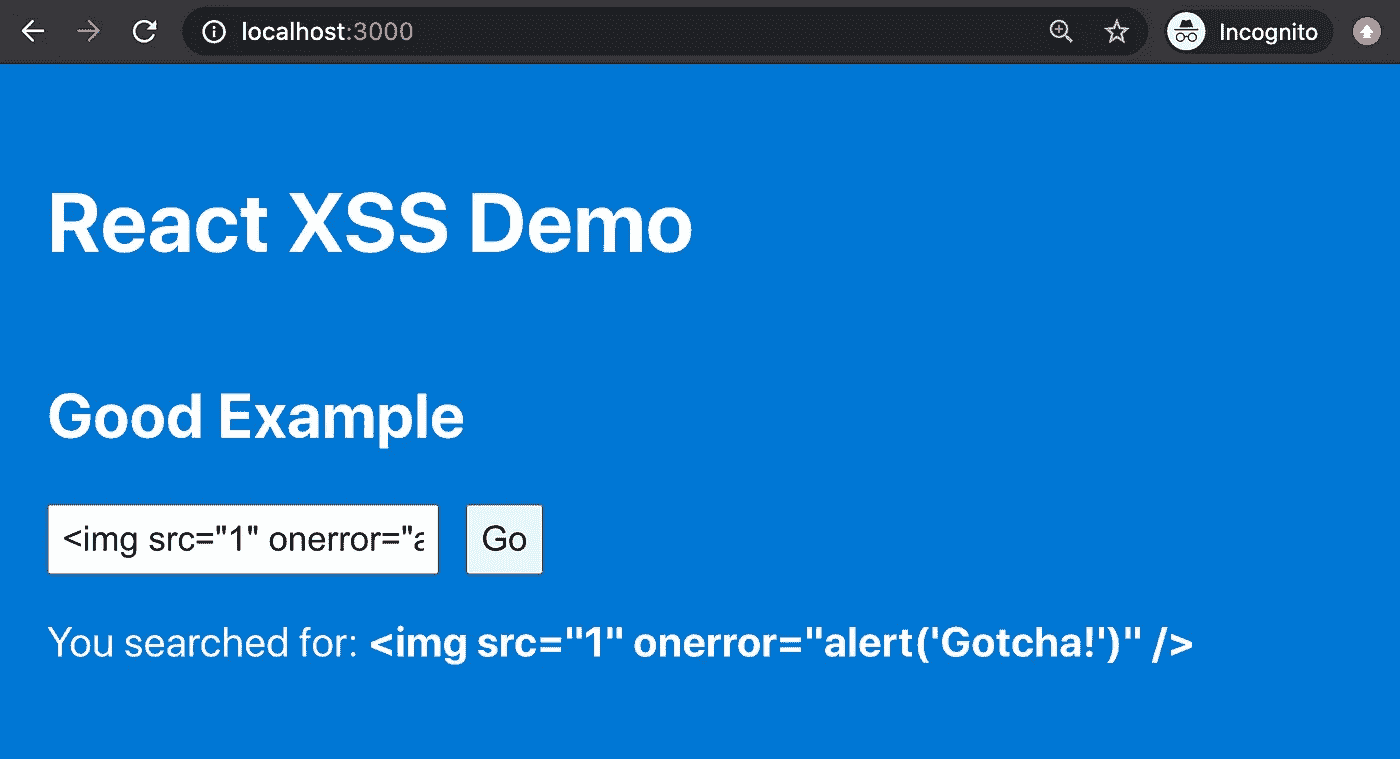 localhost:3000 Incognito
React XSS Demo
Good Example
<img src="1" onerror="a Go
You searched for: <img src="1" onerror="alert('Gotcha!')" />